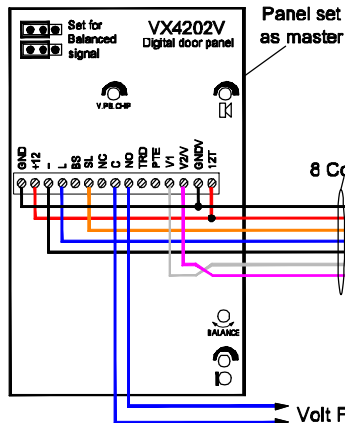 Set for
Balanced
signal
VX4202V
Digital door panel
Panel set
as master
V.P.B. CHIP
GND
+12
–
L
BS
SL
NC
C
NO
TRD
PTE
V1
V2/V
GNDV
12T
8 Co
BALANCE
Volt F